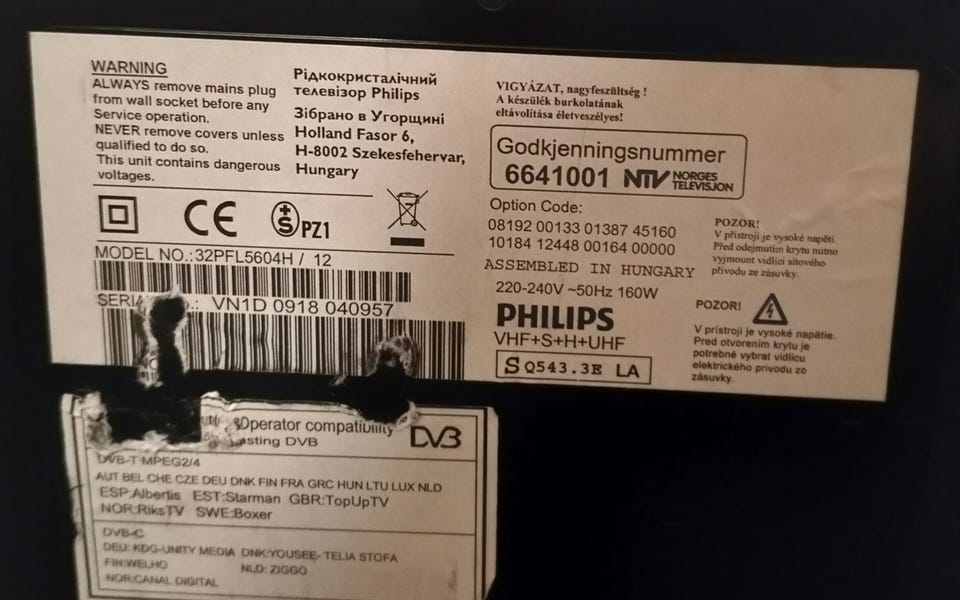 WARNING
ALWAYS remove mains plug
from wall socket before any
Service operation.
NEVER remove covers unless
qualified to do so.
This unit contains dangerous
voltages.
Рідкокристалічний
телевізор Philips
Зібрано в Угорщині
Holland Fasor 6,
H-8002 Szekesfehervar,
Hungary
CE
S PZ1
MODEL NO.:32PFL5604H / 12
VN1D 0918 040957
VIGYÁZAT, nagyfeszültség !
A készülék burkolatának
eltávolítása életveszélyes!
Godkjenningsnummer
6641001 NTV NORGES
TELEVISJON
Option Code:
08192 00133 01387 45160
10184 12448 00164 00000
ASSEMBLED IN HUNGARY
220-240V ~50Hz 160W
PHILIPS
VHF+S+H+UHF
S Q543.3E LA
POZOR!
V přístroji je vysoké napětí.
Před odejmutím krytu nutno
vyjmount vidlici síťového
přívodu ze zásuvky.
POZOR!
V prístroji je vysoké napätie.
Pred otvorením krytu je
potrebné vybrat vidlicu
elektrického prívodu zo
zásuvky.
Operator compatibility
DVB
DVB-T MPEG2/4
AUT BEL CHE CZE DEU DNK FIN FRA GRC HUN LTU LUX NLD
ESP:Albertis EST:Starman GBR:TopUpTV
NOR:RiksTV SWE:Boxer
DVB-C
DEU: KDG-UNITY MEDIA DNK:YOUSEE- TELIA STOFA
FIN:WELHO NLD: ZIGGO
NOR:CANAL DIGITAL